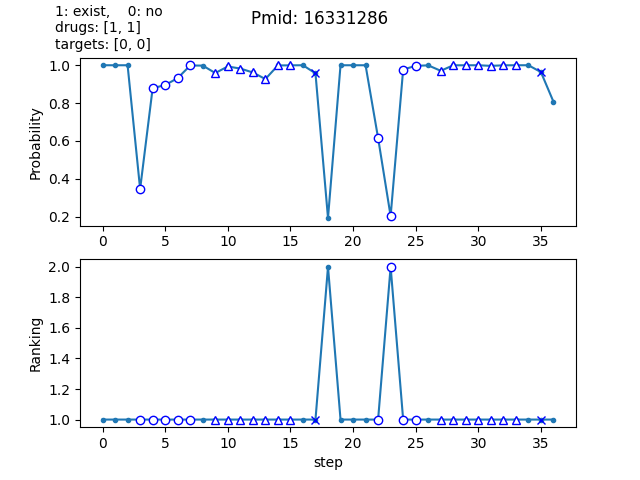 1: exist,    0: no
drugs: [1, 1]
targets: [0, 0]
Pmid: 16331286
Probability
1.0
0.8
0.6
0.4
0.2
0 5 10 15 20 25 30 35
Ranking
2.0
1.8
1.6
1.4
1.2
1.0
0 5 10 15 20 25 30 35
step